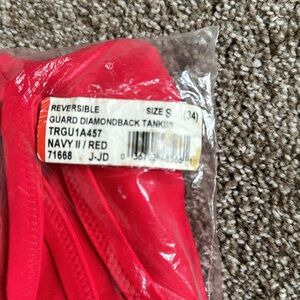 REVERSIBLE SIZE S (34)
GUARD DIAMONDBACK TANKINI
TRGU1A457
NAVY II / RED
71668 J-JD